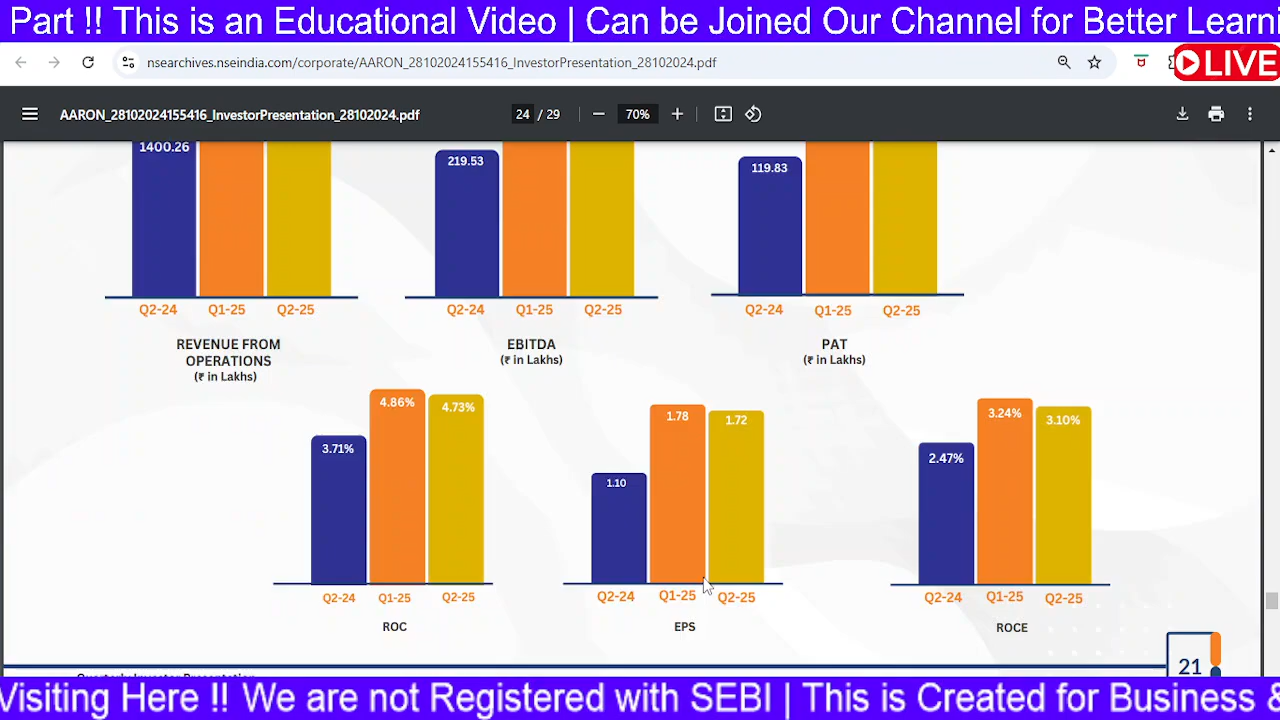 Part !! This is an Educational Video | Can be Joined Our Channel for Better Learni
nsearchives.nseindia.com/corporate/AARON_28102024155416_InvestorPresentation_28102024.pdf
LIVE
AARON_28102024155416_InvestorPresentation_28102024.pdf
24 / 29
70%
1400.26
219.53
119.83
Q2-24 Q1-25 Q2-25
Q2-24 Q1-25 Q2-25
Q2-24 Q1-25 Q2-25
REVENUE FROM
OPERATIONS
(₹ in Lakhs)
EBITDA
(₹ in Lakhs)
PAT
(₹ in Lakhs)
3.71% 4.86% 4.73%
1.10 1.78 1.72
2.47% 3.24% 3.10%
Q2-24 Q1-25 Q2-25
Q2-24 Q1-25 Q2-25
Q2-24 Q1-25 Q2-25
ROC
EPS
ROCE
21
Quarterly Investor Presentation
Visiting Here !! We are not Registered with SEBI | This is Created for Business &